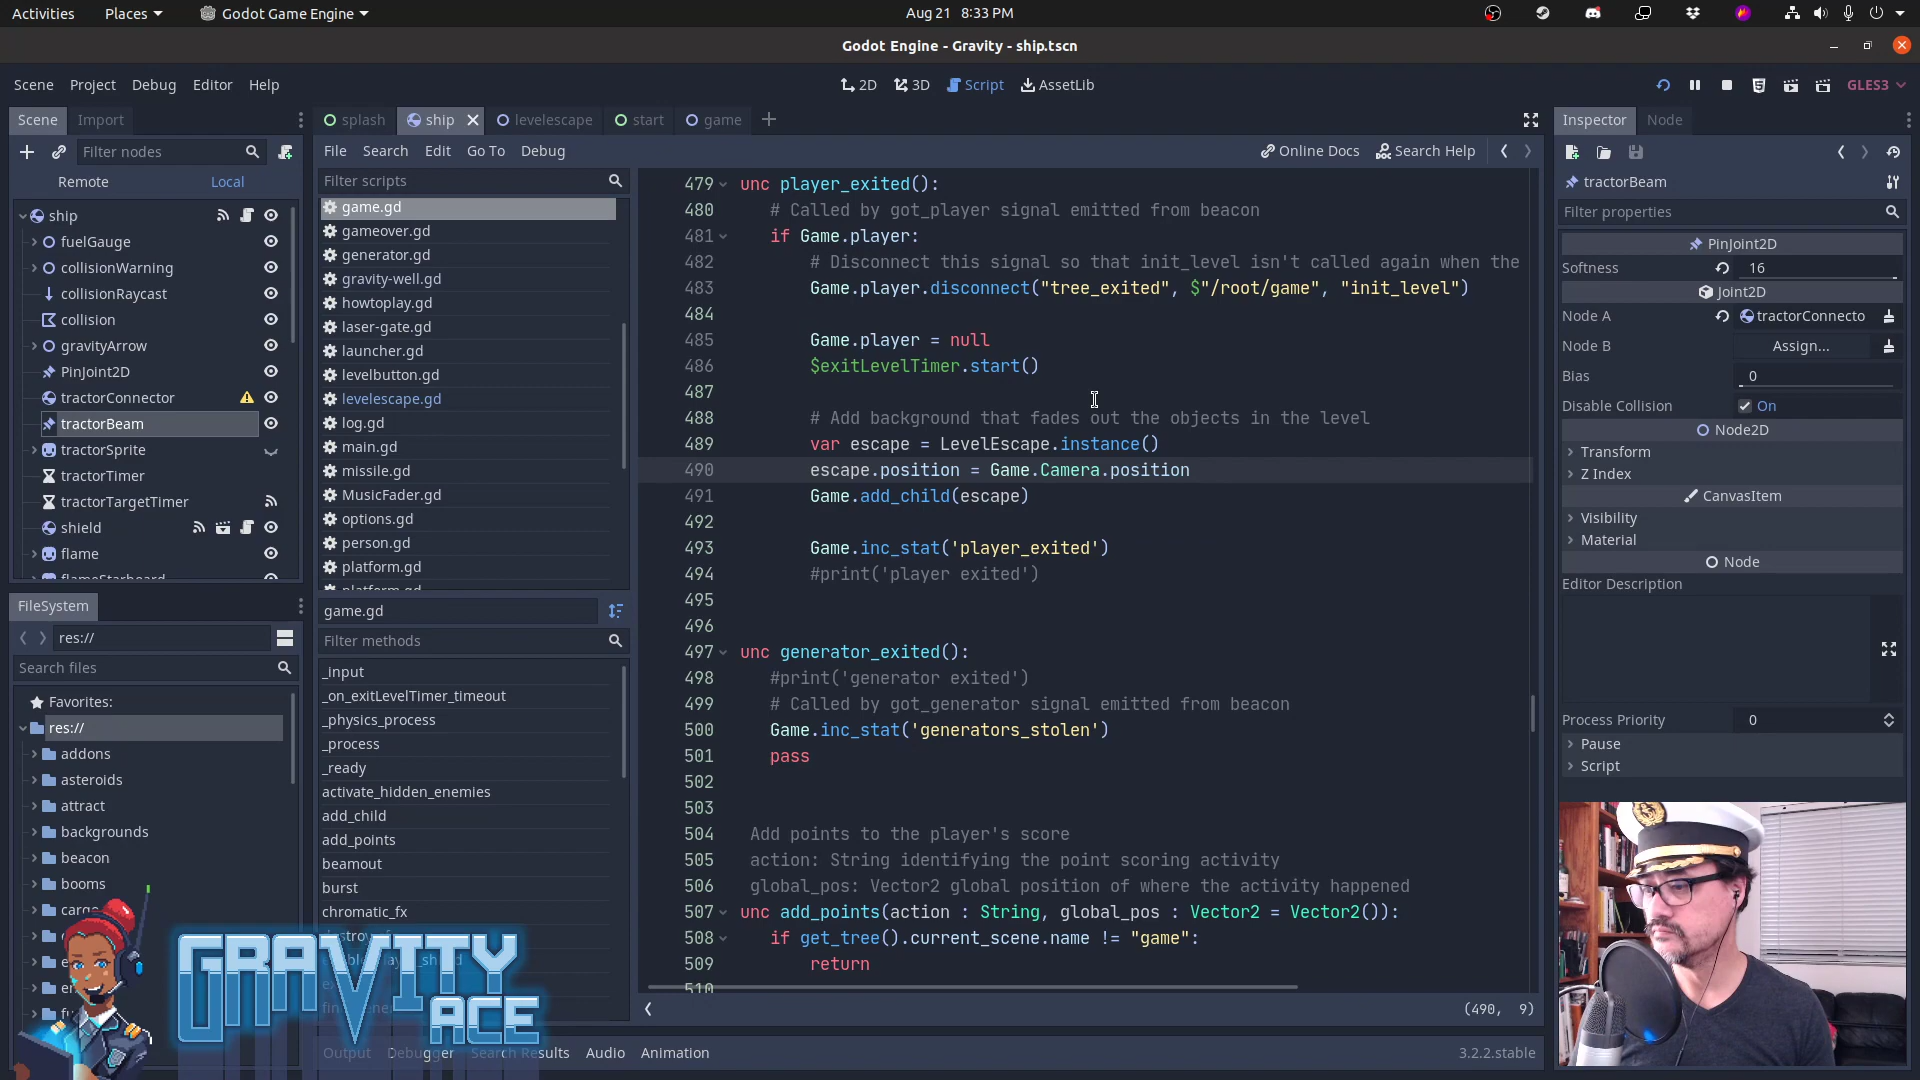 Activities
Places
Godot Game Engine
Aug 21 8:33 PM
Godot Engine - Gravity - ship.tscn
Scene Project Debug Editor Help
2D 3D Script AssetLib
GLES3
Scene Import
splash ship levelescape start game
Inspector Node
Filter nodes
File Search Edit Go To Debug
Online Docs Search Help
Remote Local
Filter scripts
tractorBeam
Filter properties
ship
fuelGauge
collisionWarning
collisionRaycast
collision
gravityArrow
PinJoint2D
tractorConnector
tractorBeam
tractorSprite
tractorTimer
tractorTargetTimer
shield
flame
flameStarboard
FileSystem
res://
Search files
Favorites:
res://
addons
asteroids
attract
backgrounds
beacon
booms
game.gd
gameover.gd
generator.gd
gravity-well.gd
howtoplay.gd
laser-gate.gd
launcher.gd
levelbutton.gd
levelescape.gd
log.gd
main.gd
missile.gd
MusicFader.gd
options.gd
person.gd
platform.gd
game.gd
Filter methods
_input
_on_exitLevelTimer_timeout
_physics_process
_process
_ready
activate_hidden_enemies
add_child
add_points
beamout
burst
chromatic_fx
479 unc player_exited():
480 # Called by got_player signal emitted from beacon
481 if Game.player:
482 # Disconnect this signal so that init_level isn't called again when the
483 Game.player.disconnect("tree_exited", $"/root/game", "init_level")
484
485 Game.player = null
486 $exitLevelTimer.start()
487
488 # Add background that fades out the objects in the level
489 var escape = LevelEscape.instance()
490 escape.position = Game.Camera.position
491 Game.add_child(escape)
492
493 Game.inc_stat('player_exited')
494 #print('player exited')
495
496
497 unc generator_exited():
498 #print('generator exited')
499 # Called by got_generator signal emitted from beacon
500 Game.inc_stat('generators_stolen')
501 pass
502
503
504 Add points to the player's score
505 action: String identifying the point scoring activity
506 global_pos: Vector2 global position of where the activity happened
507 unc add_points(action : String, global_pos : Vector2 = Vector2()):
508 if get_tree().current_scene.name != "game":
509 return
510
(490, 9)
Output Debugger Search Results Audio Animation
3.2.2.stable
PinJoint2D
Softness 16
Joint2D
Node A tractorConnecto
Node B Assign...
Bias 0
Disable Collision On
Node2D
Transform
Z Index
CanvasItem
Visibility
Material
Node
Editor Description
Process Priority 0
Pause
Script
GRAVITY
ACE